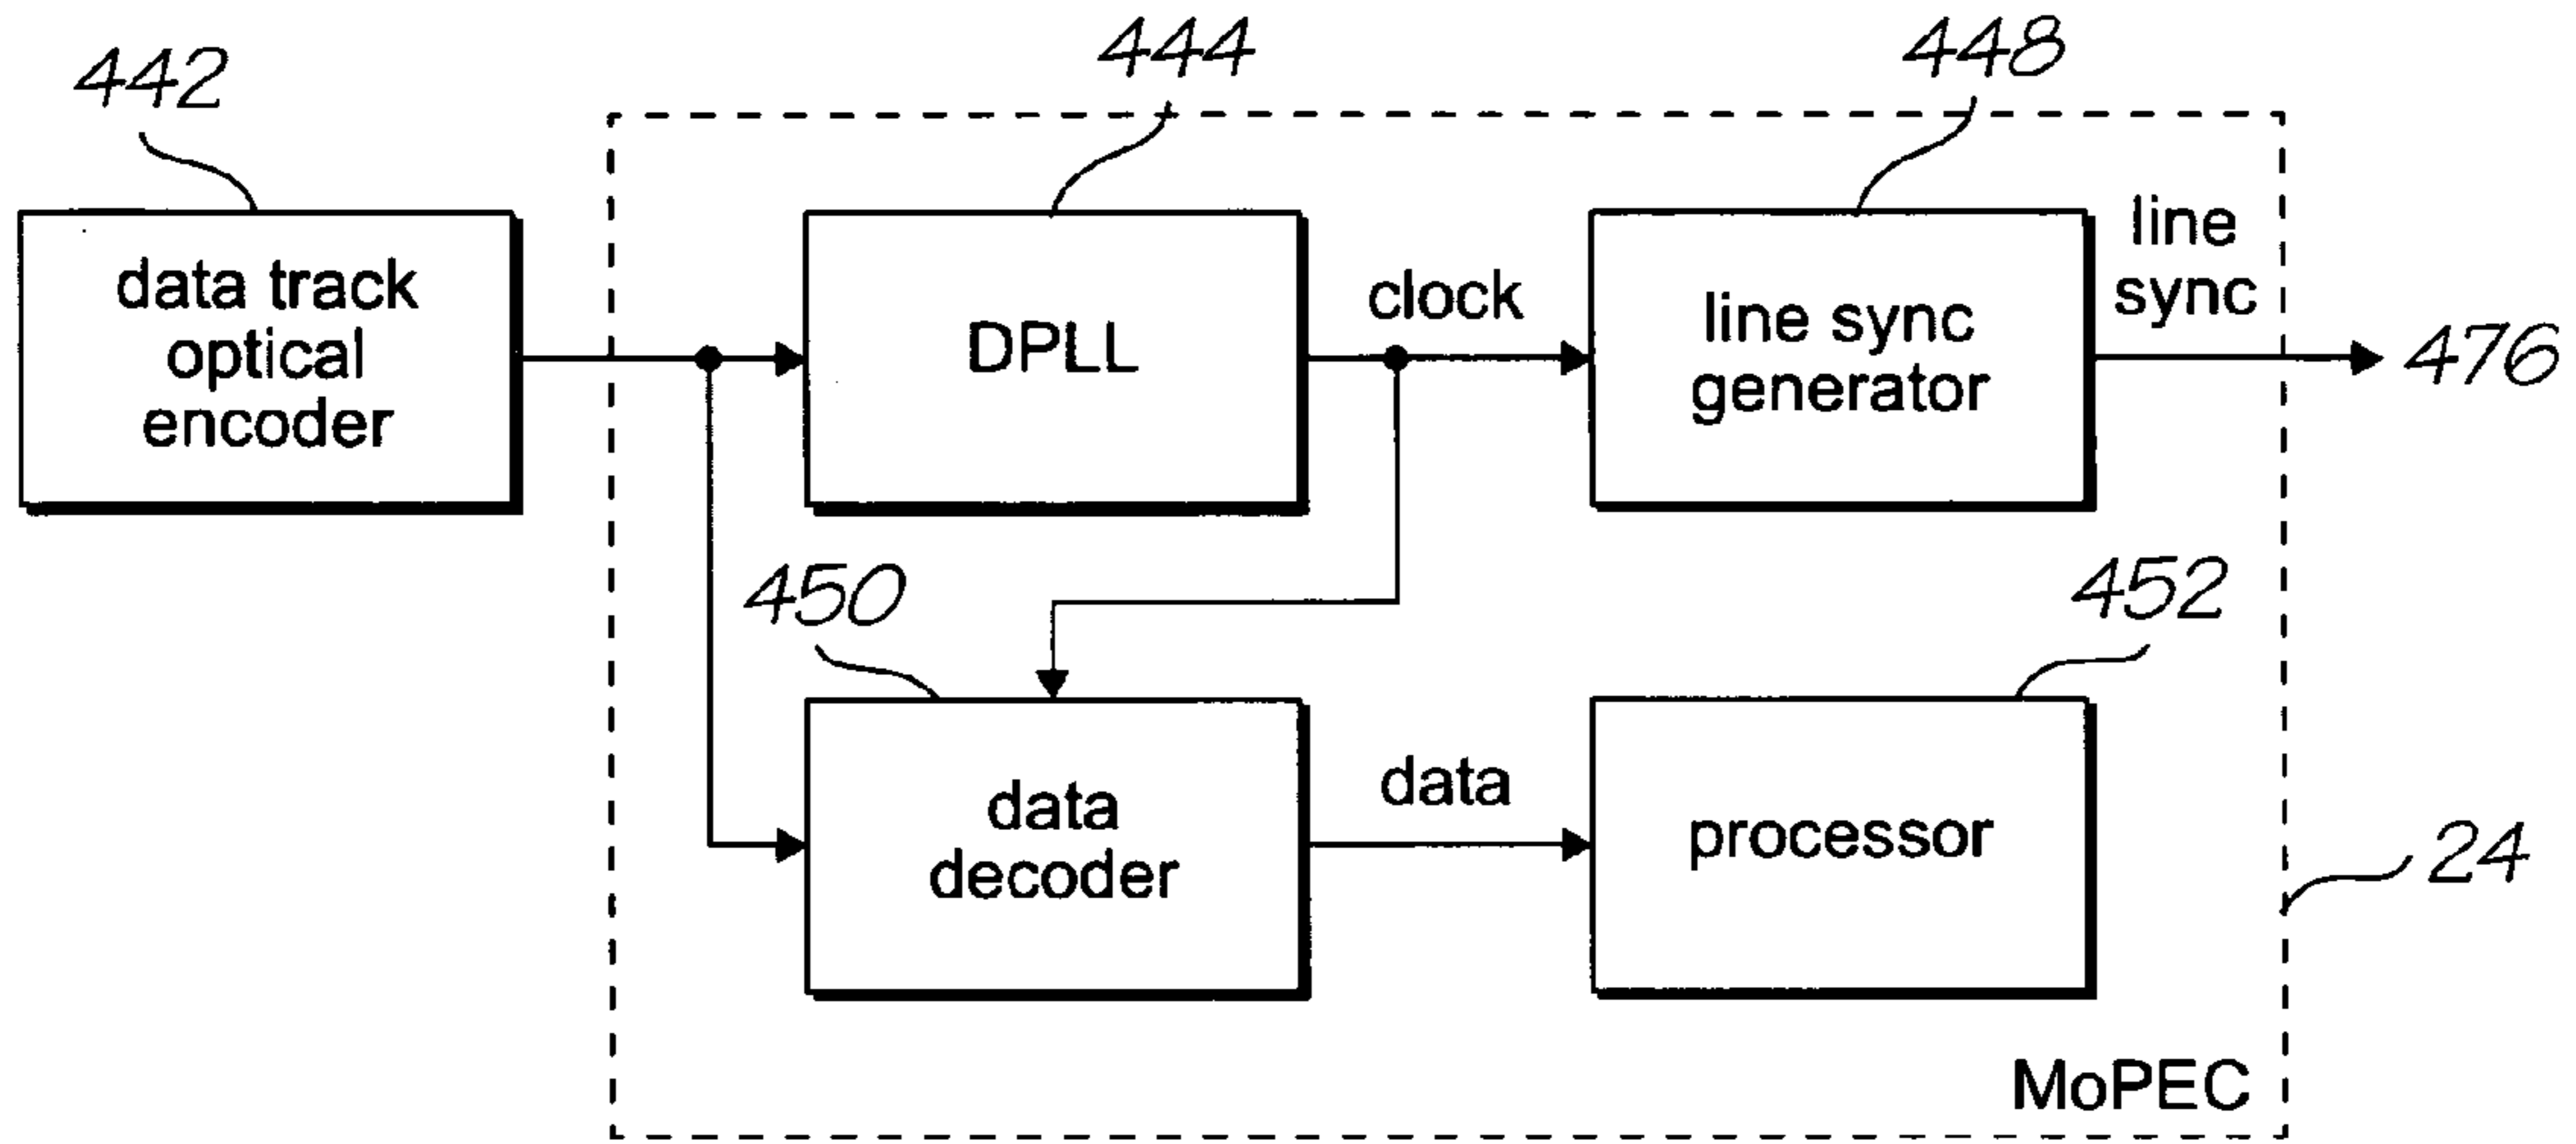 442
444
448
data track
optical
encoder
DPLL
clock
line sync
generator
line
sync
476
450
452
data
decoder
data
processor
24
MoPEC